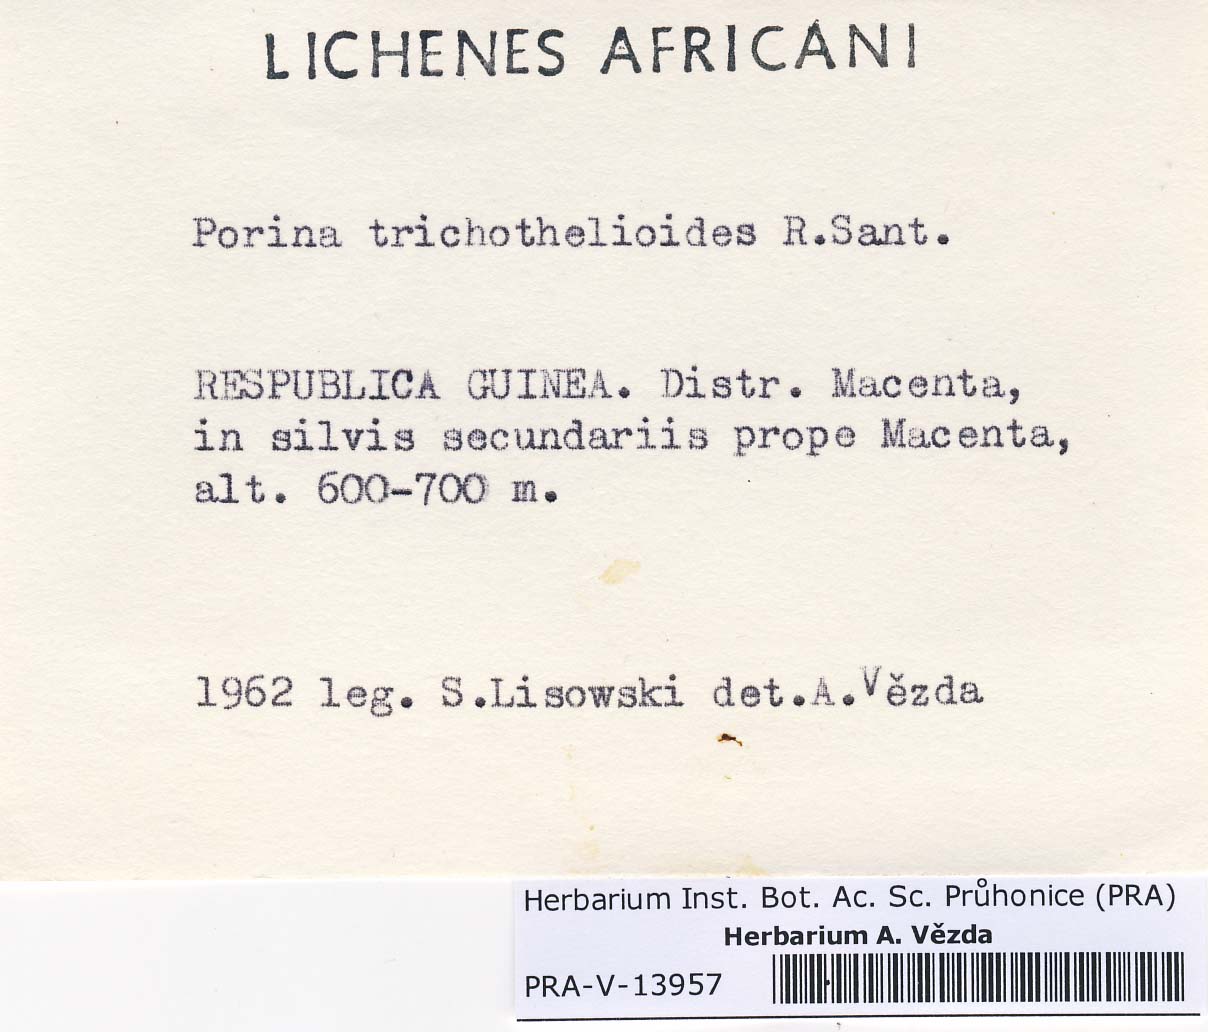 LICHENES AFRICANI
Porina trichothelioides R.Sant.
RESPUBLICA GUINEA. Distr. Macenta,
in silvis secundariis prope Macenta,
alt. 600-700 m.
1962 leg. S.Lisowski det.A.Vězda
Herbarium Inst. Bot. Ac. Sc. Průhonice (PRA)
Herbarium A. Vězda
PRA-V-13957